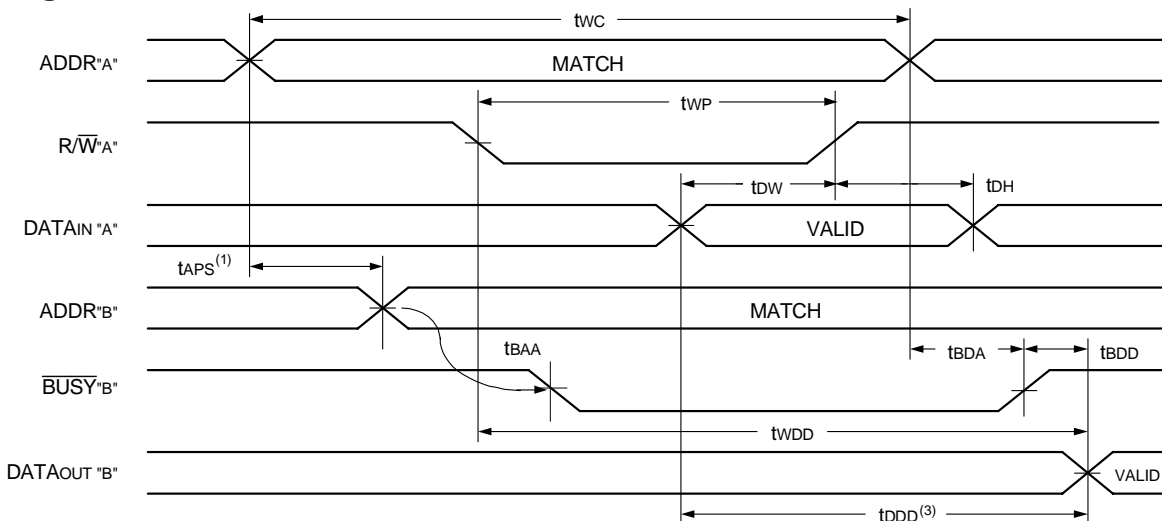 tWC
ADDR"A"
MATCH
tWP
R/W̅"A"
tDW
tDH
DATAIN "A"
VALID
tAPS(1)
ADDR"B"
MATCH
tBAA
tBDA
tBDD
B̅U̅S̅Y̅"B"
tWDD
DATAOUT "B"
VALID
tDDD(3)